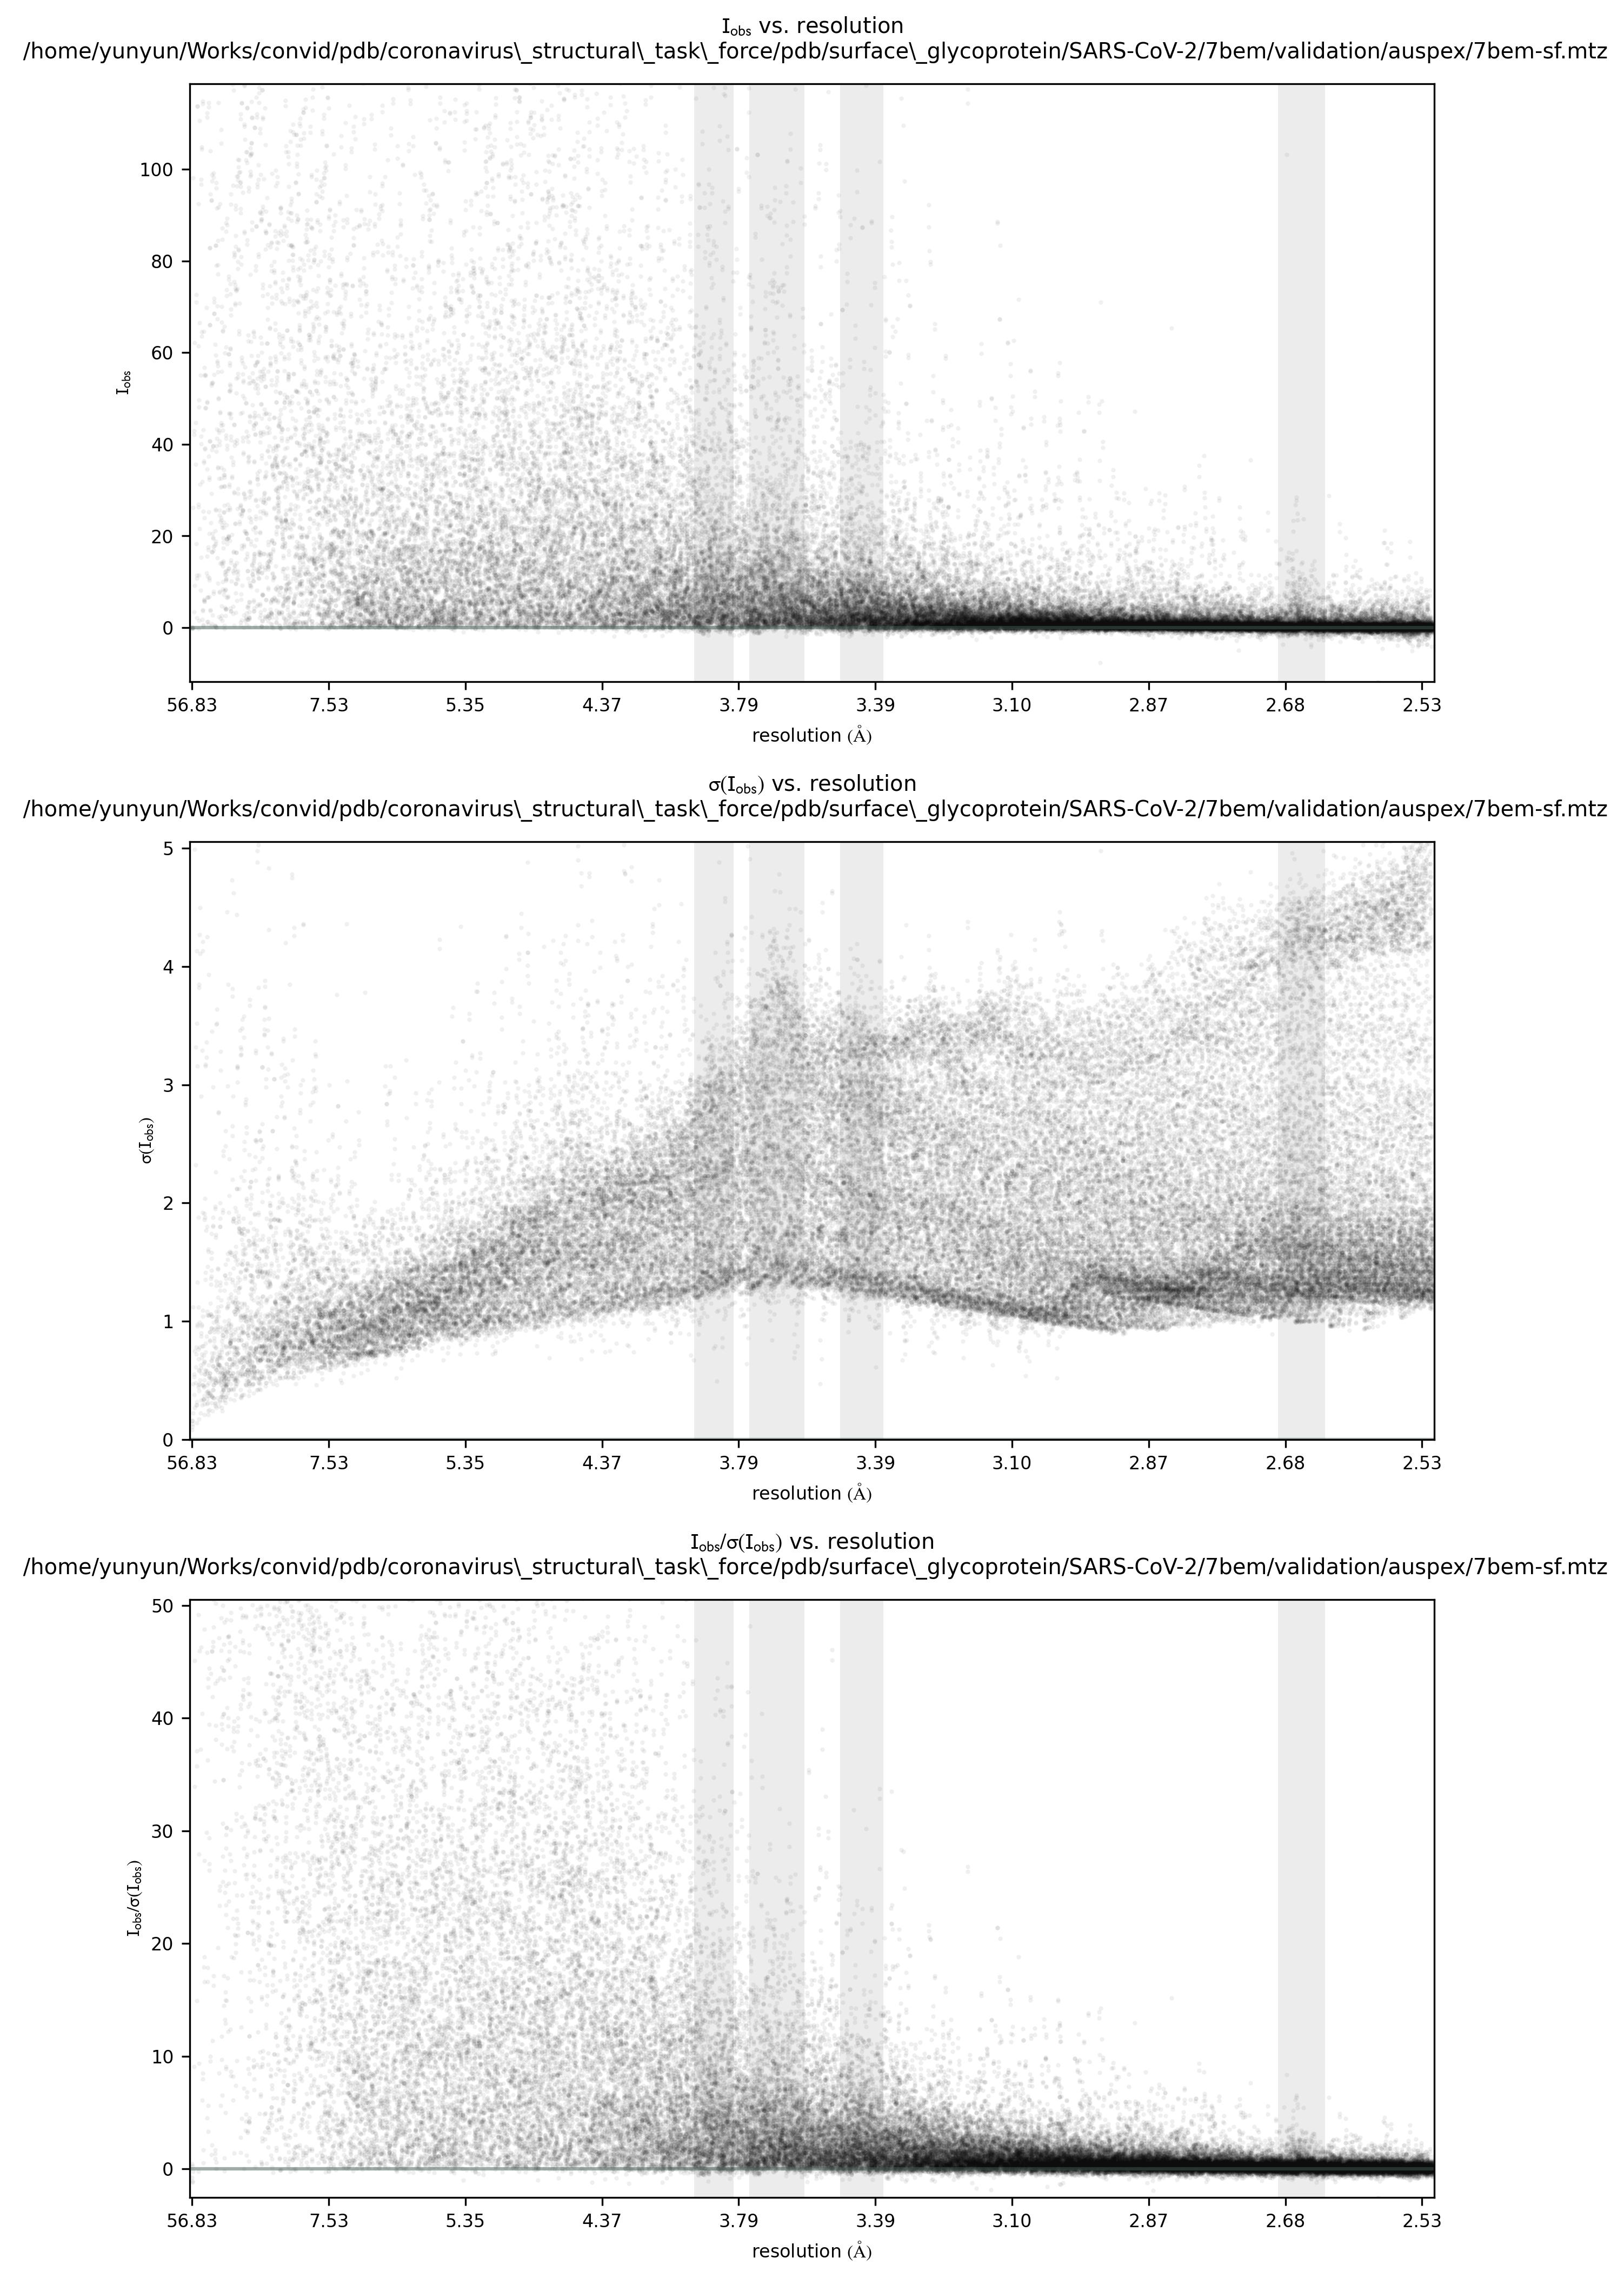 Iobs vs. resolution
/home/yunyun/Works/convid/pdb/coronavirus\_structural\_task\_force/pdb/surface\_glycoprotein/SARS-CoV-2/7bem/validation/auspex/7bem-sf.mtz
100
80
60
40
20
0
Iobs
56.83 7.53 5.35 4.37 3.79 3.39 3.10 2.87 2.68 2.53
resolution (Å)
σ(Iobs) vs. resolution
/home/yunyun/Works/convid/pdb/coronavirus\_structural\_task\_force/pdb/surface\_glycoprotein/SARS-CoV-2/7bem/validation/auspex/7bem-sf.mtz
5
4
3
2
1
0
σ(Iobs)
56.83 7.53 5.35 4.37 3.79 3.39 3.10 2.87 2.68 2.53
resolution (Å)
Iobs/σ(Iobs) vs. resolution
/home/yunyun/Works/convid/pdb/coronavirus\_structural\_task\_force/pdb/surface\_glycoprotein/SARS-CoV-2/7bem/validation/auspex/7bem-sf.mtz
50
40
30
20
10
0
Iobs/σ(Iobs)
56.83 7.53 5.35 4.37 3.79 3.39 3.10 2.87 2.68 2.53
resolution (Å)